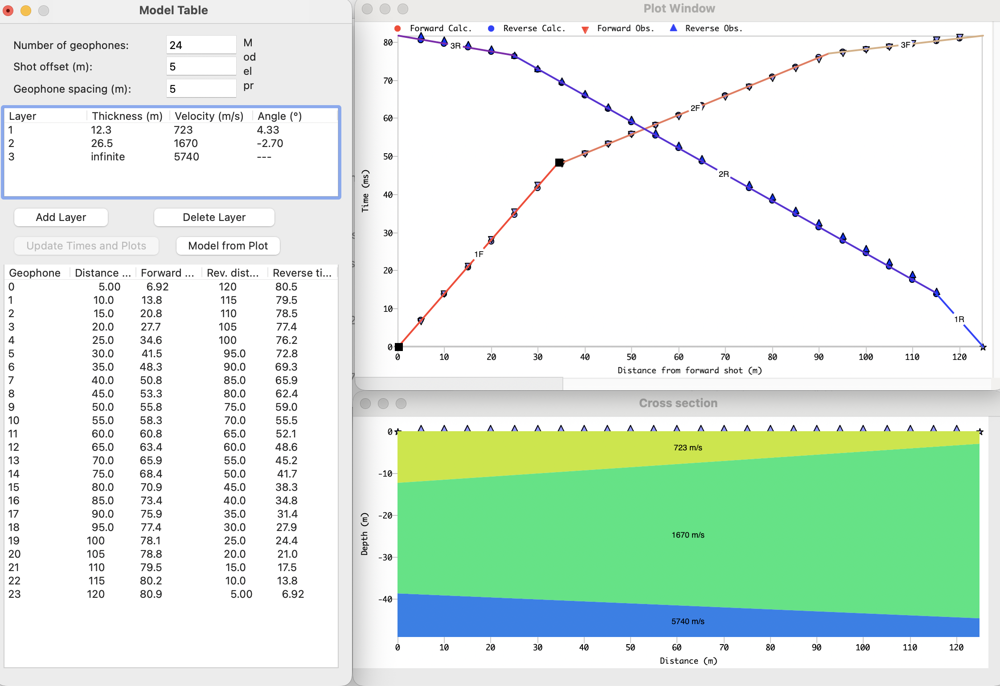 Model Table
Number of geophones: 24
Shot offset (m): 5
Geophone spacing (m): 5
M
od
el
pr
Layer Thickness (m) Velocity (m/s) Angle (°)
1 12.3 723 4.33
2 26.5 1670 -2.70
3 infinite 5740 ---
Add Layer Delete Layer
Update Times and Plots Model from Plot
Geophone Distance ... Forward ... Rev. dist... Reverse ti...
0 5.00 6.92 120 80.5
1 10.0 13.8 115 79.5
2 15.0 20.8 110 78.5
3 20.0 27.7 105 77.4
4 25.0 34.6 100 76.2
5 30.0 41.5 95.0 72.8
6 35.0 48.3 90.0 69.3
7 40.0 50.8 85.0 65.9
8 45.0 53.3 80.0 62.4
9 50.0 55.8 75.0 59.0
10 55.0 58.3 70.0 55.5
11 60.0 60.8 65.0 52.1
12 65.0 63.4 60.0 48.6
13 70.0 65.9 55.0 45.2
14 75.0 68.4 50.0 41.7
15 80.0 70.9 45.0 38.3
16 85.0 73.4 40.0 34.8
17 90.0 75.9 35.0 31.4
18 95.0 77.4 30.0 27.9
19 100 78.1 25.0 24.4
20 105 78.8 20.0 21.0
21 110 79.5 15.0 17.5
22 115 80.2 10.0 13.8
23 120 80.9 5.00 6.92
Plot Window
Forward Calc. Reverse Calc. Forward Obs. Reverse Obs.
80
70
60
50
40
30
20
10
0
Time (ms)
3R
3F
2F
2R
1F
1R
0 10 20 30 40 50 60 70 80 90 100 110 120
Distance from forward shot (m)
Cross section
0
-10
-20
-30
-40
Depth (m)
723 m/s
1670 m/s
5740 m/s
0 10 20 30 40 50 60 70 80 90 100 110 120
Distance (m)